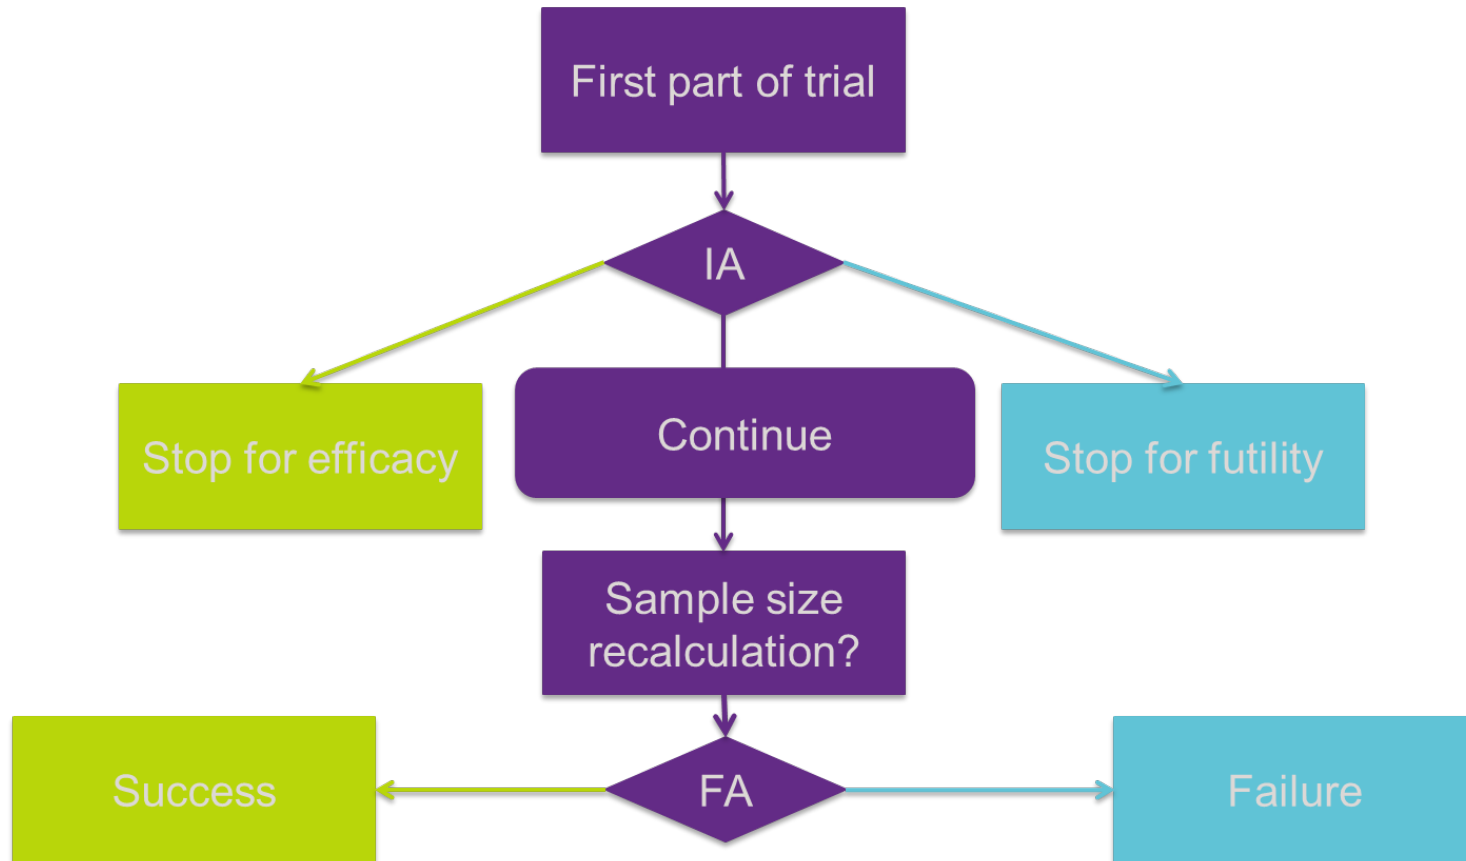 First part of trial
IA
Stop for efficacy
Continue
Stop for futility
Sample size
recalculation?
Success
FA
Failure